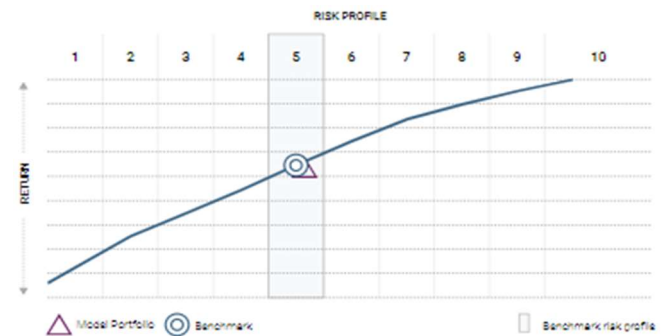 RISK PROFILE
1 2 3 4 5 6 7 8 9 10
RETURN
Model Portfolio Benchmark Benchmark risk profile